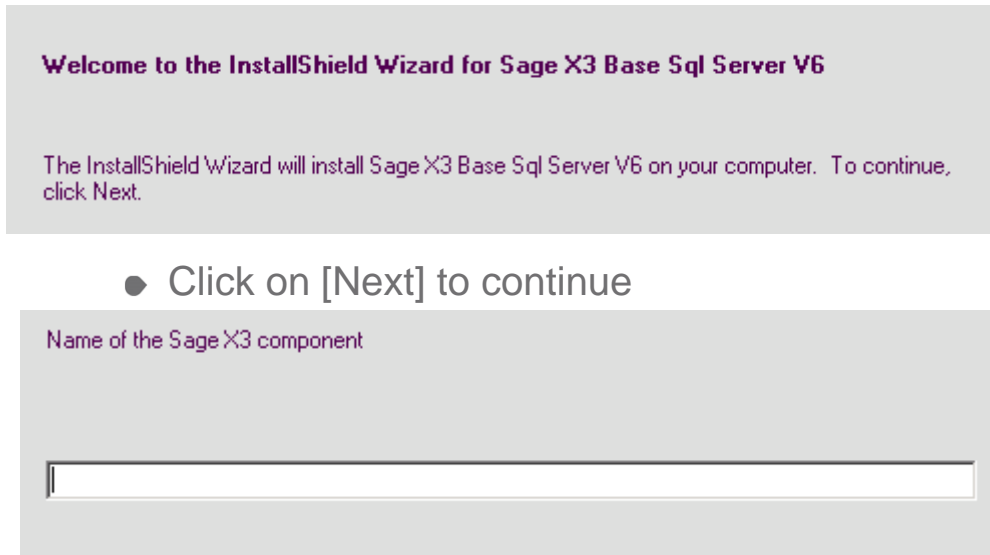 Welcome to the InstallShield Wizard for Sage X3 Base Sql Server V6
The InstallShield Wizard will install Sage X3 Base Sql Server V6 on your computer. To continue,
click Next.
Click on [Next] to continue
Name of the Sage X3 component